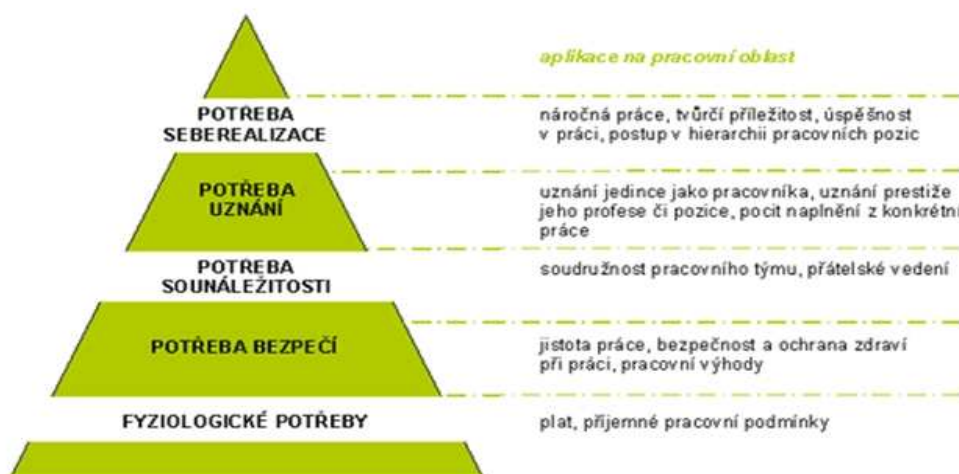 aplikace na pracovní oblast
POTŘEBA
SEBEREALIZACE
náročná práce, tvůrčí příležitost, úspěšnost
v práci, postup v hierarchii pracovních pozic
POTŘEBA
UZNÁNÍ
uznání jedince jako pracovníka, uznání prestiže
jeho profese či pozice, pocit naplnění z konkrétní
práce
POTŘEBA
SOUNÁLEŽITOSTI
soudružnost pracovního týmu, přátelské vedení
POTŘEBA BEZPEČÍ
jistota práce, bezpečnost a ochrana zdraví
při práci, pracovní výhody
FYZIOLOGICKÉ POTŘEBY
plat, příjemné pracovní podmínky